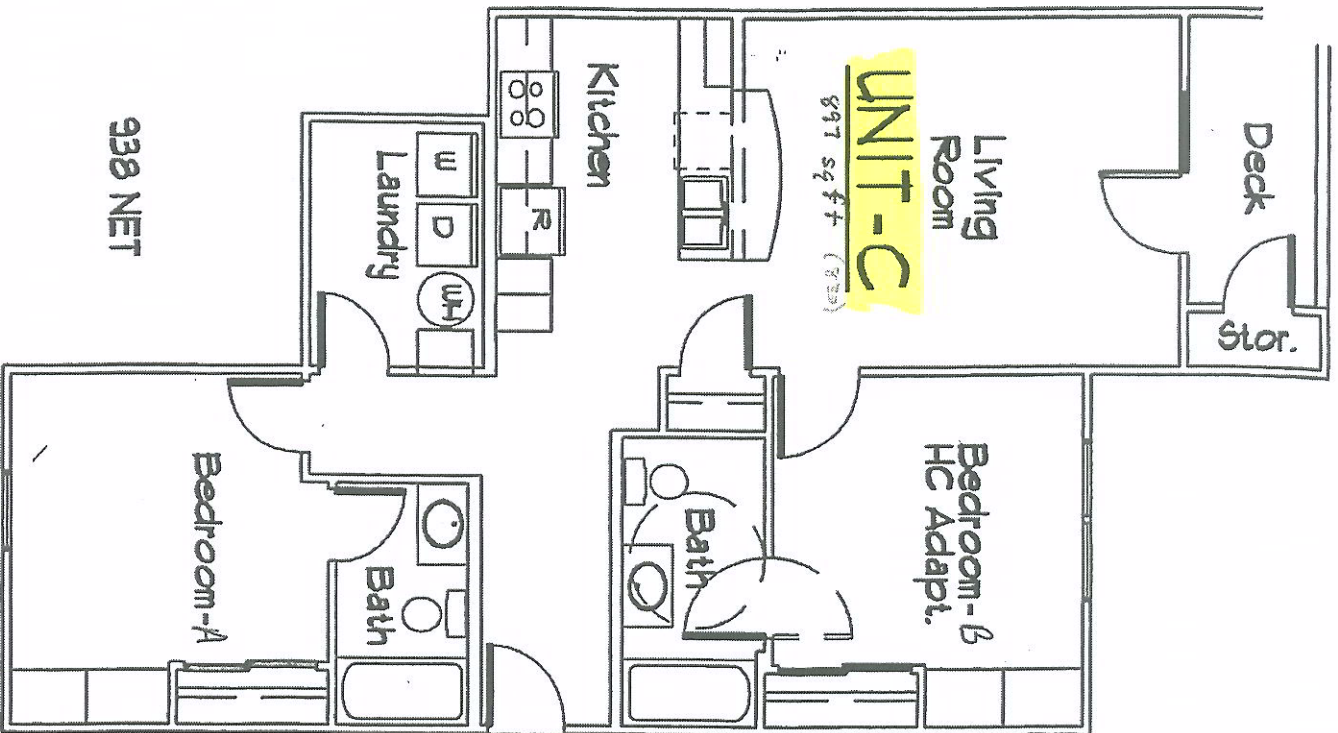 Deck
Stor.
Living
Room
UNIT-C
897 sq ft
Bedroom-B
HC Adapt.
Bath
Kitchen
R
W
D
WH
Laundry
Bath
Bedroom-A
938 NET